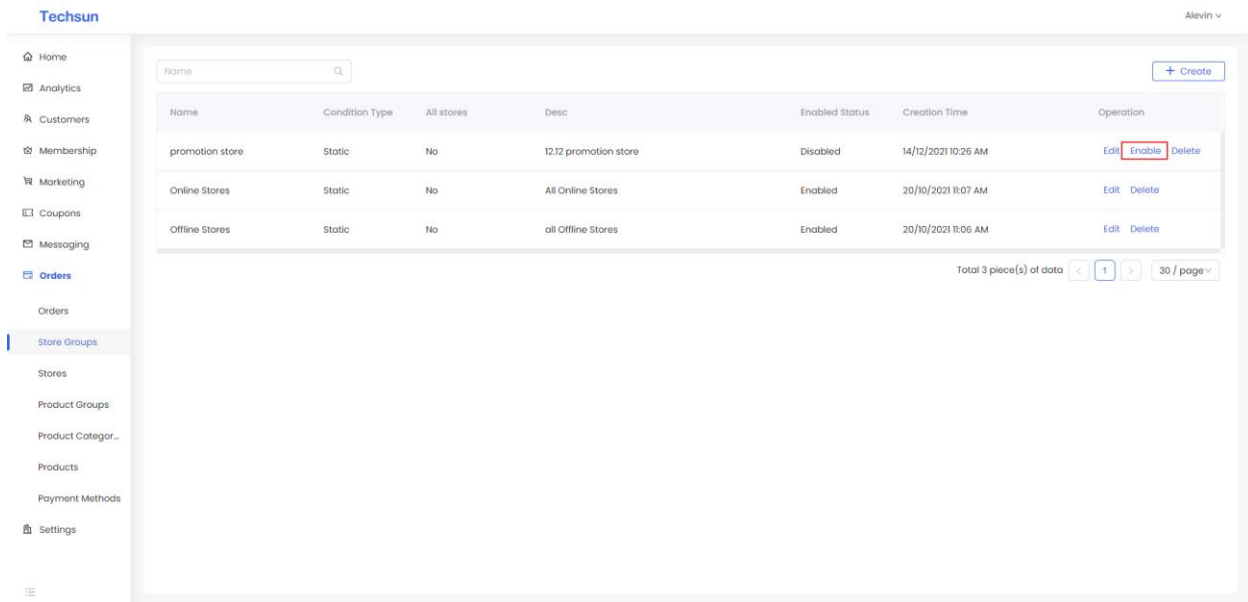 Techsun
Alevin
Home
Analytics
Customers
Membership
Marketing
Coupons
Messaging
Orders
Orders
Store Groups
Stores
Product Groups
Product Categor...
Products
Payment Methods
Settings
Name
+ Create
Name Condition Type All stores Desc Enabled Status Creation Time Operation
promotion store Static No 12.12 promotion store Disabled 14/12/2021 10:26 AM Edit Enable Delete
Online Stores Static No All Online Stores Enabled 20/10/2021 11:07 AM Edit Delete
Offline Stores Static No all Offline Stores Enabled 20/10/2021 11:06 AM Edit Delete
Total 3 piece(s) of data < 1 > 30 / page